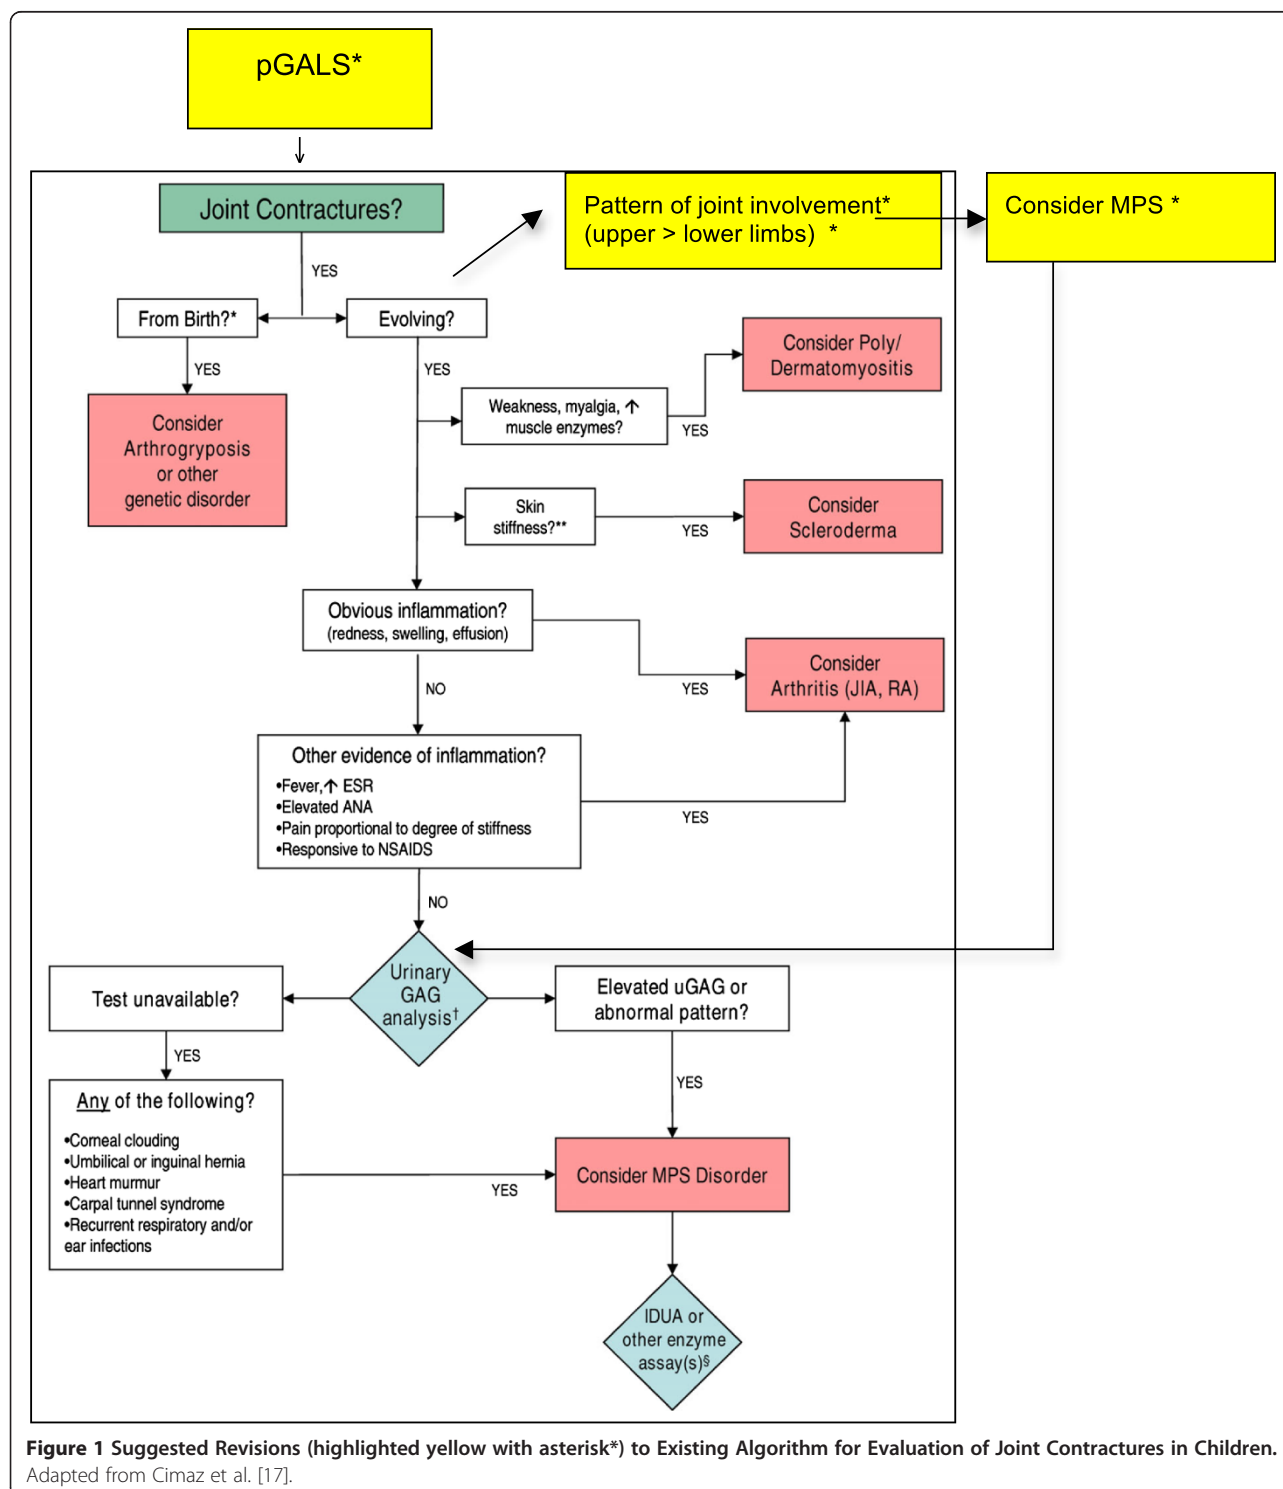 pGALS*
Joint Contractures?
Pattern of joint involvement*
(upper > lower limbs) *
Consider MPS *
YES
From Birth?*
Evolving?
YES
YES
Consider
Arthrogryposis
or other
genetic disorder
Weakness, myalgia, ↑
muscle enzymes?
YES
Consider Poly/
Dermatomyositis
Skin
stiffness?**
YES
Consider
Scleroderma
Obvious inflammation?
(redness, swelling, effusion)
YES
Consider
Arthritis (JIA, RA)
NO
Other evidence of inflammation?
•Fever,↑ ESR
•Elevated ANA
•Pain proportional to degree of stiffness
•Responsive to NSAIDS
YES
NO
Urinary
GAG
analysis†
Test unavailable?
Elevated uGAG or
abnormal pattern?
YES
YES
Any of the following?
•Corneal clouding
•Umbilical or inguinal hernia
•Heart murmur
•Carpal tunnel syndrome
•Recurrent respiratory and/or
ear infections
YES
Consider MPS Disorder
IDUA or
other enzyme
assay(s)§
Figure 1 Suggested Revisions (highlighted yellow with asterisk*) to Existing Algorithm for Evaluation of Joint Contractures in Children.
Adapted from Cimaz et al. [17].